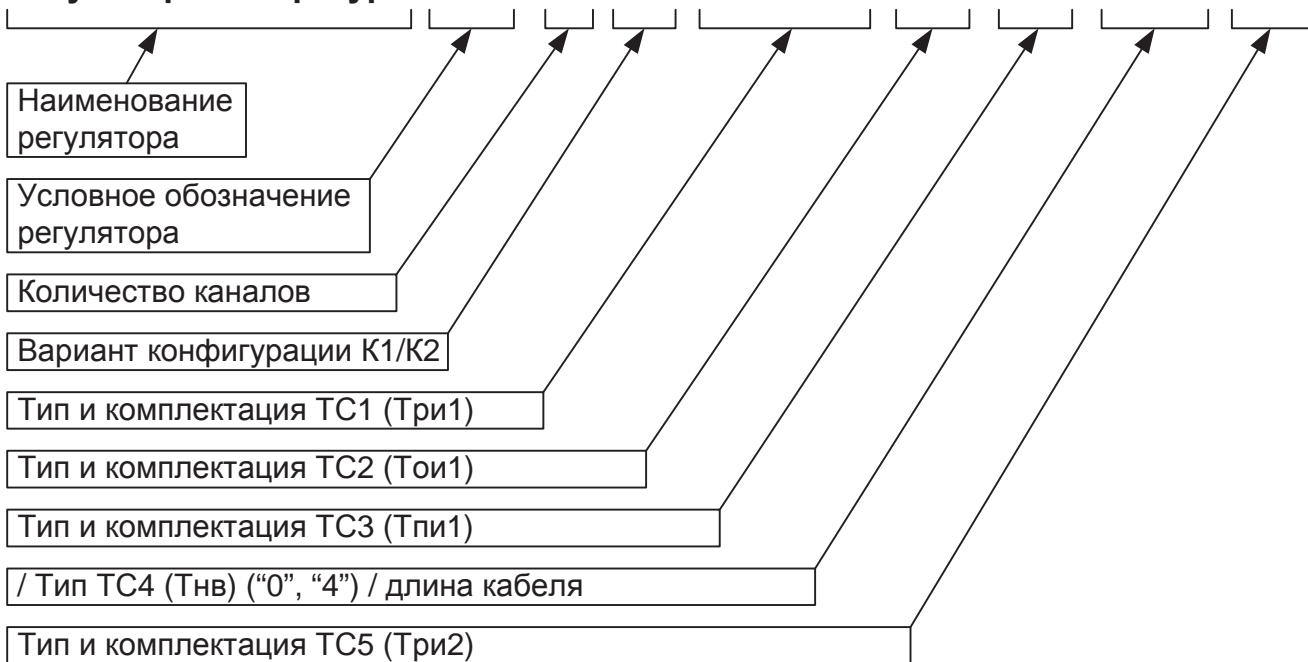 Наименование
регулятора
Условное обозначение
регулятора
Количество каналов
Вариант конфигурации К1/К2
Тип и комплектация ТС1 (Три1)
Тип и комплектация ТС2 (Тои1)
Тип и комплектация ТС3 (Тпи1)
/ Тип ТС4 (Тнв) (“0”, “4”) / длина кабеля
Тип и комплектация ТС5 (Три2)